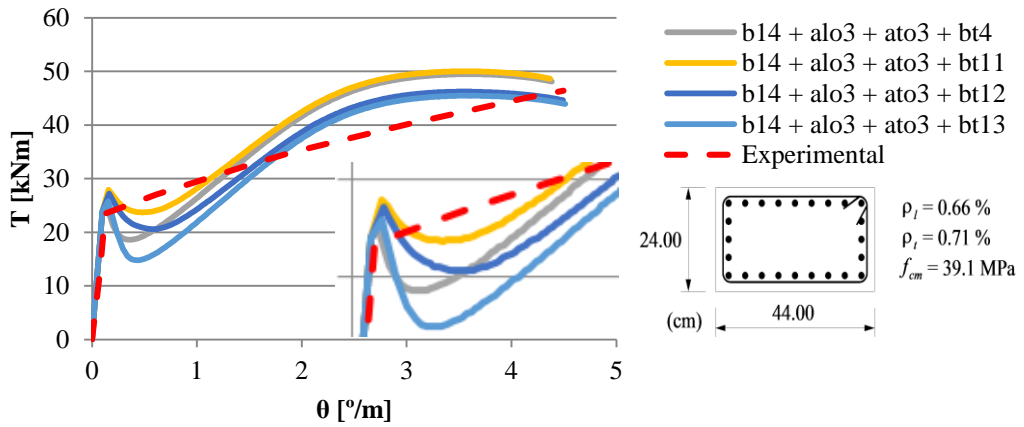 60
50
40
30
20
10
0
T [kNm]
0 1 2 3 4 5
θ [º/m]
b14 + alo3 + ato3 + bt4
b14 + alo3 + ato3 + bt11
b14 + alo3 + ato3 + bt12
b14 + alo3 + ato3 + bt13
Experimental
24.00
(cm)
44.00
ρl = 0.66 %
ρt = 0.71 %
fcm = 39.1 MPa